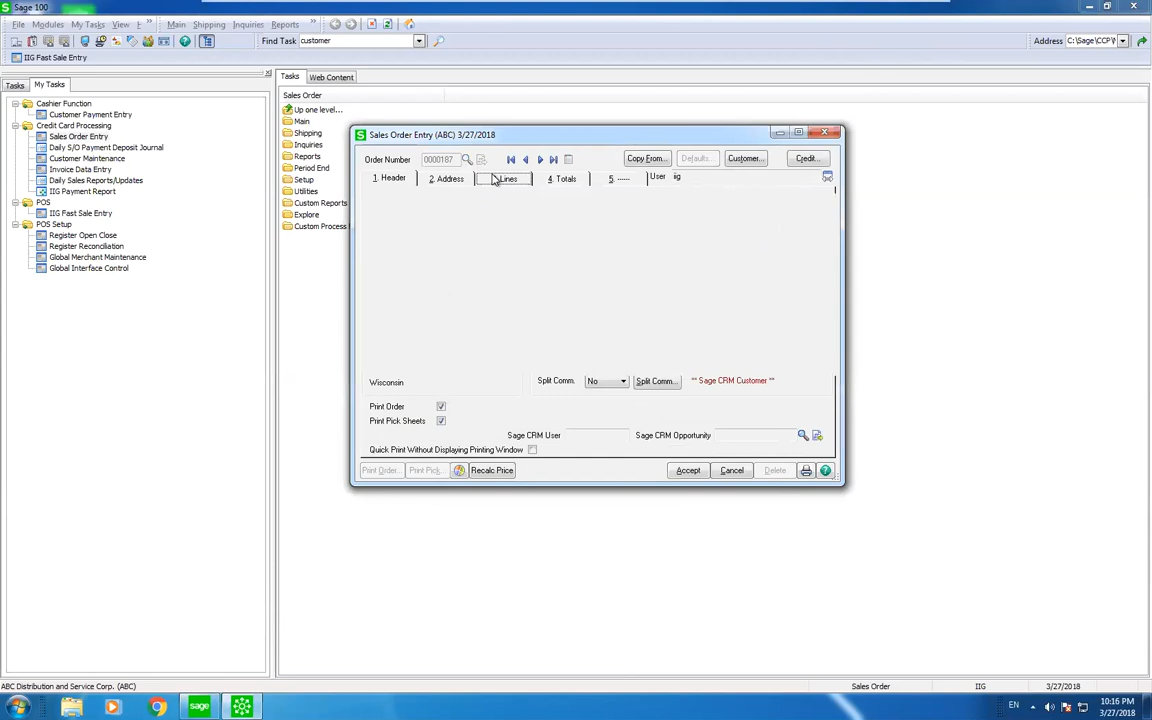 Sage 100
File Modules My Tasks View E » Main Shipping Inquiries Reports »
Find Task customer Address C:\Sage\CCP\M
IIG Fast Sale Entry
Tasks My Tasks
Cashier Function
Customer Payment Entry
Credit Card Processing
Sales Order Entry
Daily S/O Payment Deposit Journal
Customer Maintenance
Invoice Data Entry
Daily Sales Reports/Updates
IIG Payment Report
POS
IIG Fast Sale Entry
POS Setup
Register Open Close
Register Reconciliation
Global Merchant Maintenance
Global Interface Control
Tasks Web Content
Sales Order
Up one level...
Main
Shipping
Inquiries
Reports
Period End
Setup
Utilities
Custom Reports
Explore
Custom Process
Sales Order Entry (ABC) 3/27/2018
Order Number 0000187 Copy From... Defaults... Customer... Credit...
1. Header 2. Address Lines 4. Totals 5. ------ User iig
Wisconsin Split Comm. No Split Comm... ** Sage CRM Customer **
Print Order
Print Pick Sheets
Sage CRM User Sage CRM Opportunity
Quick Print Without Displaying Printing Window
Print Order... Print Pick... Recalc Price Accept Cancel Delete
ABC Distribution and Service Corp. (ABC) Sales Order IIG 3/27/2018
sage EN 10:16 PM
3/27/2018